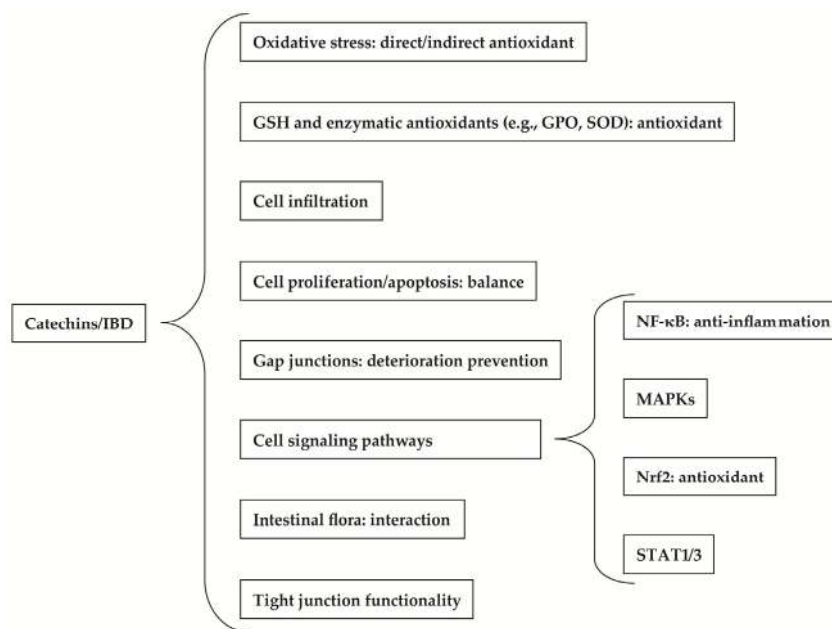 Oxidative stress: direct/indirect antioxidant
GSH and enzymatic antioxidants (e.g., GPO, SOD): antioxidant
Cell infiltration
Cell proliferation/apoptosis: balance
Catechins/IBD
Gap junctions: deterioration prevention
Cell signaling pathways
Intestinal flora: interaction
Tight junction functionality
NF-κB: anti-inflammation
MAPKs
Nrf2: antioxidant
STAT1/3